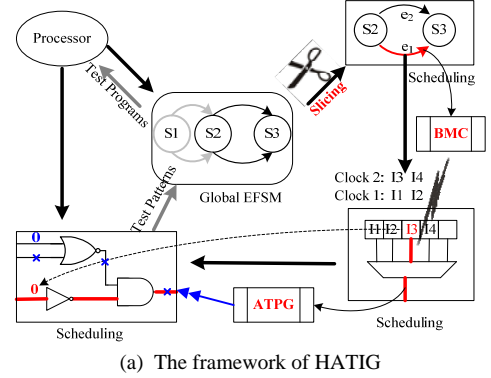 Processor
Test Programs
S1
S2
S3
Global EFSM
Test Patterns
Slicing
S2
e2
e1
S3
Scheduling
BMC
Clock 2: I3 I4
Clock 1: I1 I2
I1 I2 I3 I4
Scheduling
0
0
Scheduling
ATPG
(a) The framework of HATIG